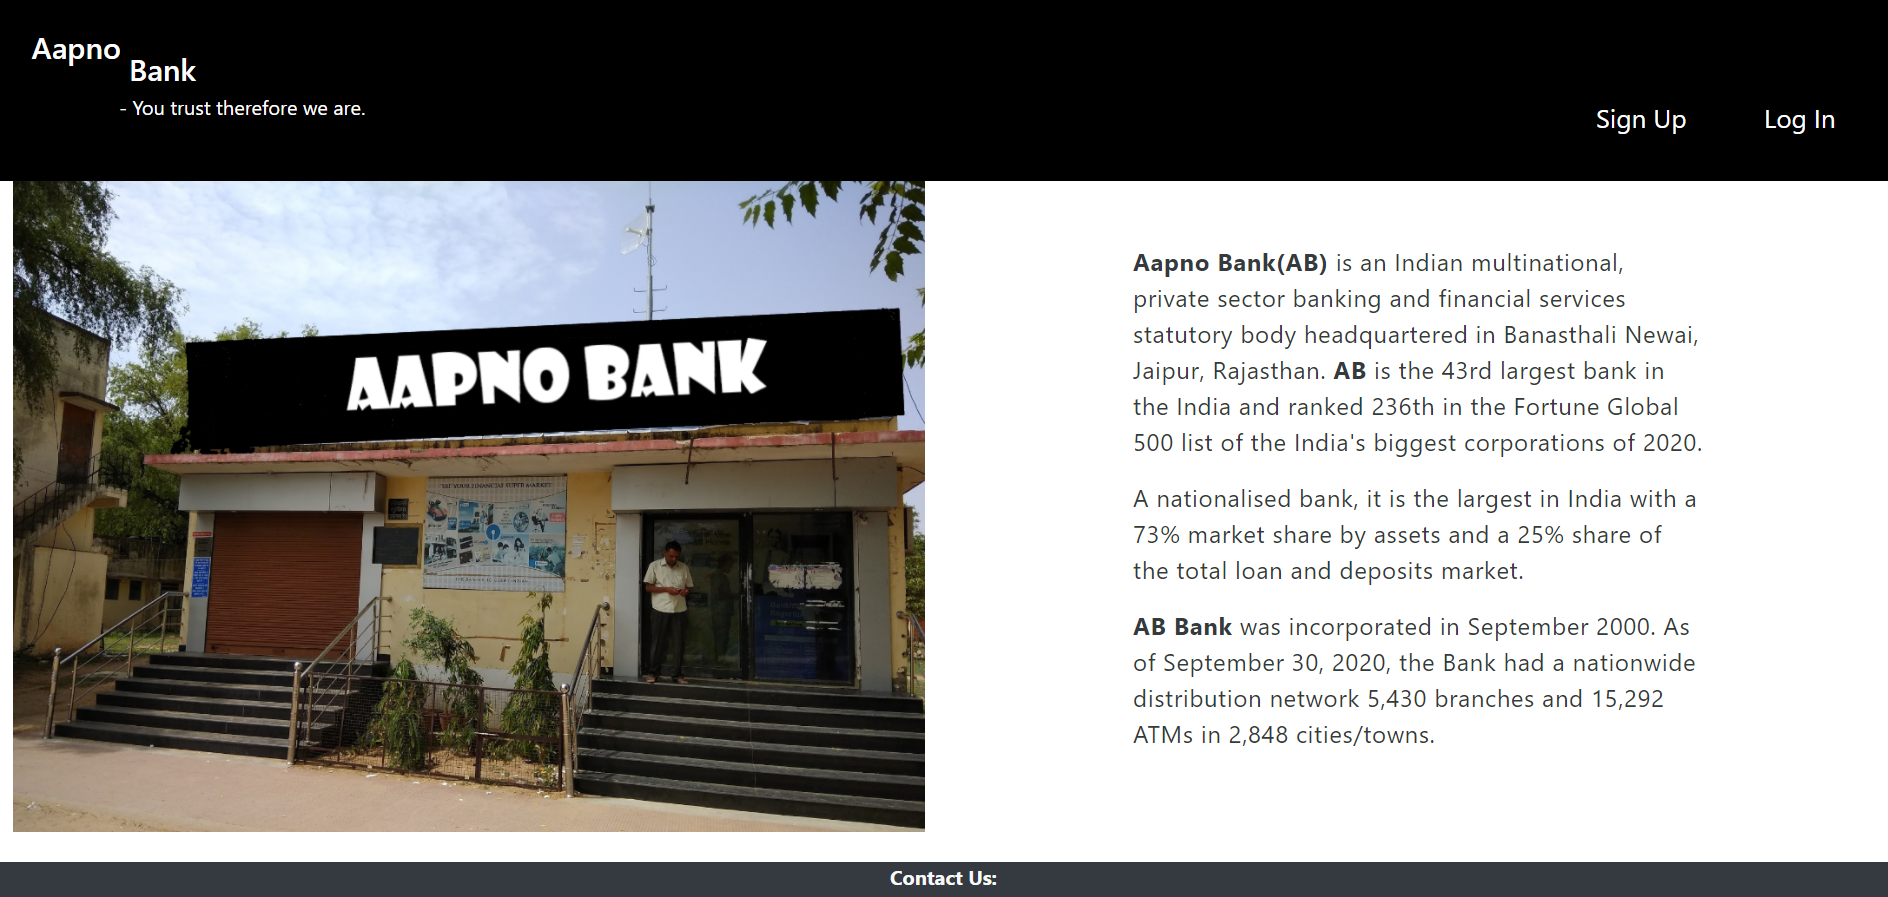 Aapno
Bank
- You trust therefore we are.
Sign Up
Log In
AAPNO BANK
Aapno Bank(AB) is an Indian multinational,
private sector banking and financial services
statutory body headquartered in Banasthali Newai,
Jaipur, Rajasthan. AB is the 43rd largest bank in
the India and ranked 236th in the Fortune Global
500 list of the India's biggest corporations of 2020.
A nationalised bank, it is the largest in India with a
73% market share by assets and a 25% share of
the total loan and deposits market.
AB Bank was incorporated in September 2000. As
of September 30, 2020, the Bank had a nationwide
distribution network 5,430 branches and 15,292
ATMs in 2,848 cities/towns.
Contact Us: